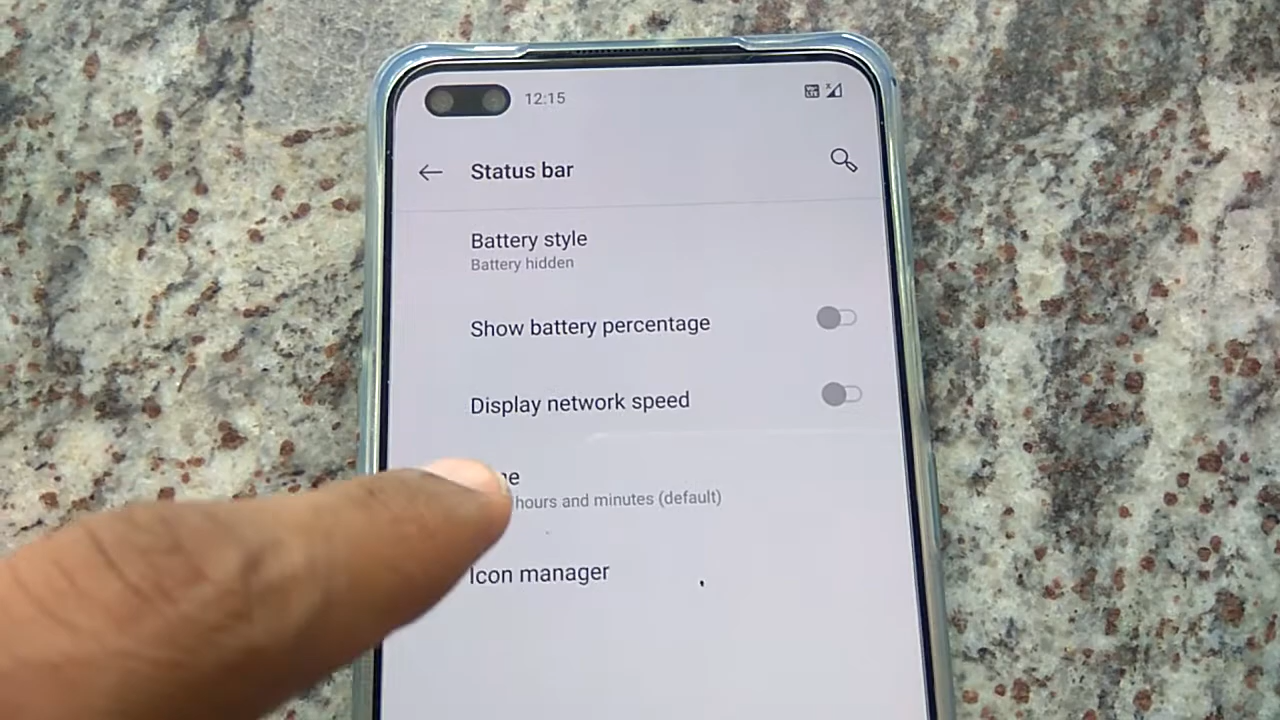 12:15
Status bar
Battery style
Battery hidden
Show battery percentage
Display network speed
hours and minutes (default)
Icon manager